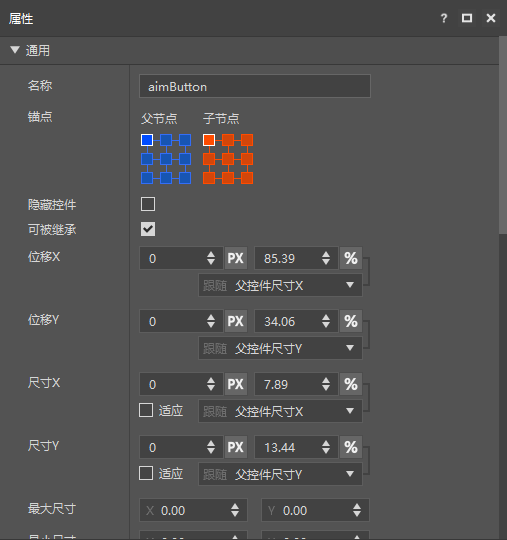 属性
通用
名称 aimButton
锚点 父节点 子节点
隐藏控件
可被继承
位移X 0 PX 85.39 %
跟随 父控件尺寸X
位移Y 0 PX 34.06 %
跟随 父控件尺寸Y
尺寸X 0 PX 7.89 %
适应 跟随 父控件尺寸X
尺寸Y 0 PX 13.44 %
适应 跟随 父控件尺寸Y
最大尺寸 X 0.00 Y 0.00